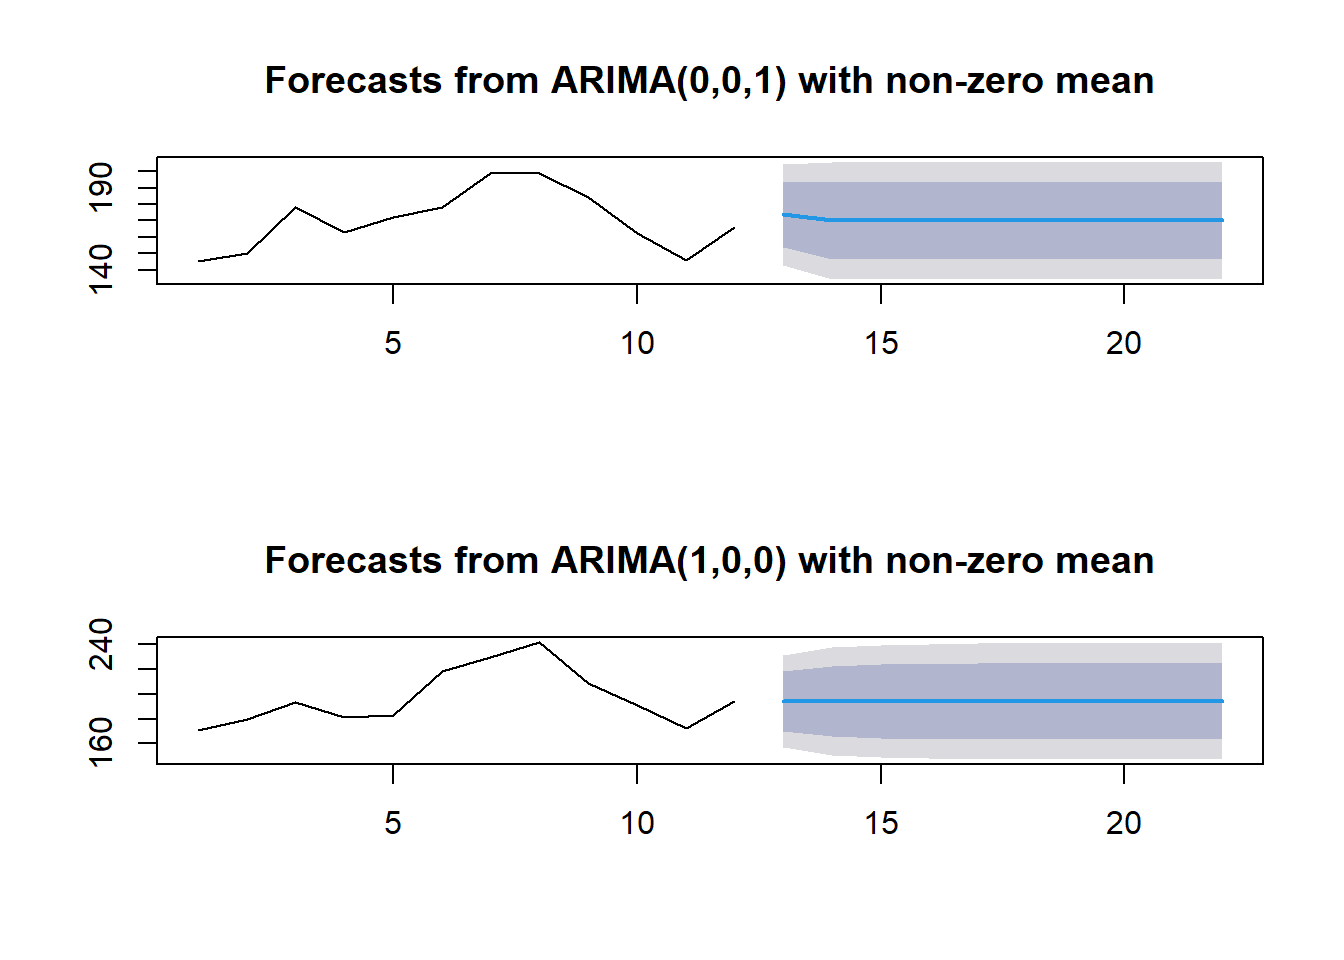 Forecasts from ARIMA(0,0,1) with non-zero mean
190
140
5 10 15 20
Forecasts from ARIMA(1,0,0) with non-zero mean
240
160
5 10 15 20